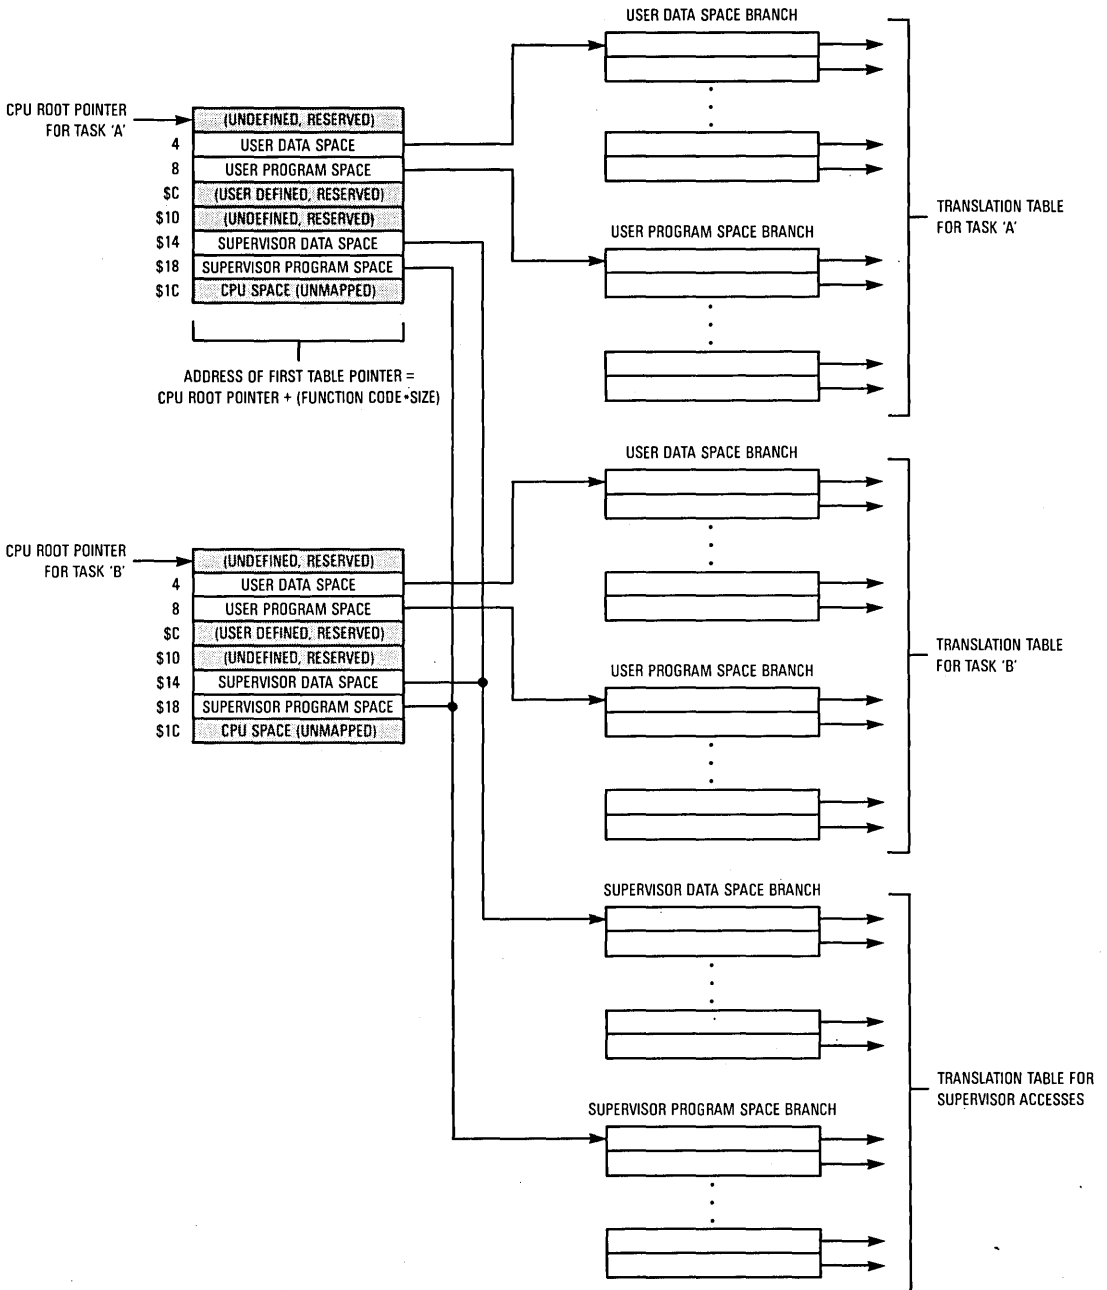 USER DATA SPACE BRANCH
CPU ROOT POINTER
FOR TASK 'A'
(UNDEFINED, RESERVED)
4 USER DATA SPACE
8 USER PROGRAM SPACE
$C (USER DEFINED, RESERVED)
$10 (UNDEFINED, RESERVED)
$14 SUPERVISOR DATA SPACE
$18 SUPERVISOR PROGRAM SPACE
$1C CPU SPACE (UNMAPPED)
TRANSLATION TABLE
FOR TASK 'A'
USER PROGRAM SPACE BRANCH
ADDRESS OF FIRST TABLE POINTER =
CPU ROOT POINTER + (FUNCTION CODE*SIZE)
USER DATA SPACE BRANCH
CPU ROOT POINTER
FOR TASK 'B'
(UNDEFINED, RESERVED)
4 USER DATA SPACE
8 USER PROGRAM SPACE
$C (USER DEFINED, RESERVED)
$10 (UNDEFINED, RESERVED)
$14 SUPERVISOR DATA SPACE
$18 SUPERVISOR PROGRAM SPACE
$1C CPU SPACE (UNMAPPED)
TRANSLATION TABLE
FOR TASK 'B'
USER PROGRAM SPACE BRANCH
SUPERVISOR DATA SPACE BRANCH
TRANSLATION TABLE FOR
SUPERVISOR ACCESSES
SUPERVISOR PROGRAM SPACE BRANCH